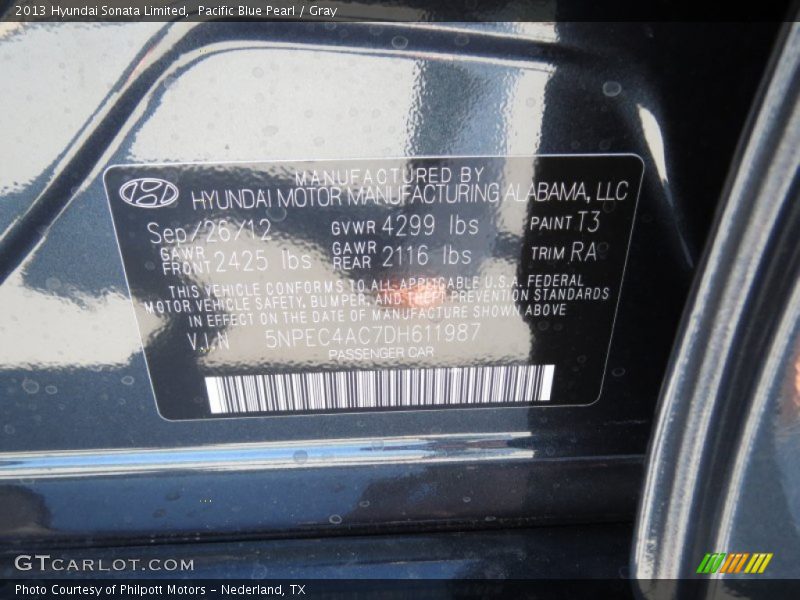 2013 Hyundai Sonata Limited, Pacific Blue Pearl / Gray
MANUFACTURED BY
HYUNDAI MOTOR MANUFACTURING ALABAMA, LLC
Sep/26/12 GVWR 4299 lbs PAINT T3
GAWR FRONT 2425 lbs GAWR REAR 2116 lbs TRIM RA
THIS VEHICLE CONFORMS TO ALL APPLICABLE U.S.A. FEDERAL
MOTOR VEHICLE SAFETY, BUMPER, AND THEFT PREVENTION STANDARDS
IN EFFECT ON THE DATE OF MANUFACTURE SHOWN ABOVE
V.I.N 5NPEC4AC7DH611987
PASSENGER CAR
GTCARLOT.COM
Photo Courtesy of Philpott Motors - Nederland, TX